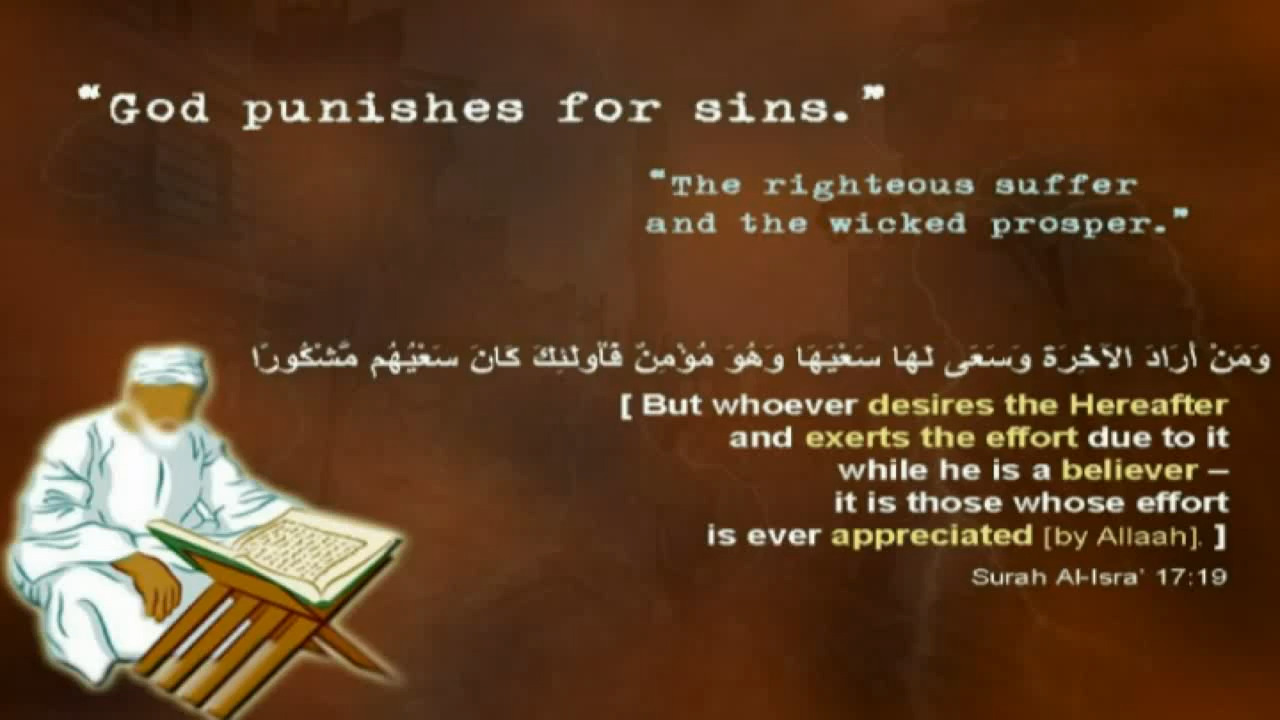 “God punishes for sins.”
“The righteous suffer
and the wicked prosper.”
وَمَنْ أَرَادَ الآخِرَةَ وَسَعَى لَهَا سَعْيَهَا وَهُوَ مُؤْمِنٌ فَأُولَئِكَ كَانَ سَعْيُهُم مَّشْكُورًا
[ But whoever desires the Hereafter
and exerts the effort due to it
while he is a believer –
it is those whose effort
is ever appreciated [by Allaah]. ]
Surah Al-Isra’ 17:19